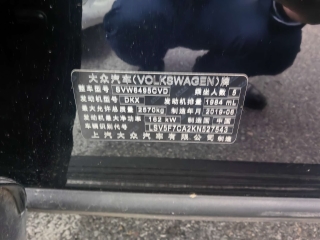 大众汽车(VOLKSWAGEN)牌
整车型号 SVW6495CVD 乘坐人数 5
发动机型号 DKX 发动机排量 1984 mL
最大允许总质量 2570kg 制造年月 2019-06
发动机最大净功率 162 kW 制造国 中国
车辆识别代号 LSV5F7CA2KN527543
上汽大众汽车有限公司 制造